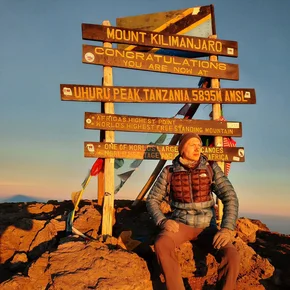 MOUNT KILIMANJARO
CONGRATULATIONS
YOU ARE NOW AT
UHURU PEAK TANZANIA 5895M AMSL
AFRICA'S HIGHEST POINT
WORLD'S HIGHEST FREE STANDING MOUNTAIN
ONE OF WORLD'S LARGEST
AFRICA